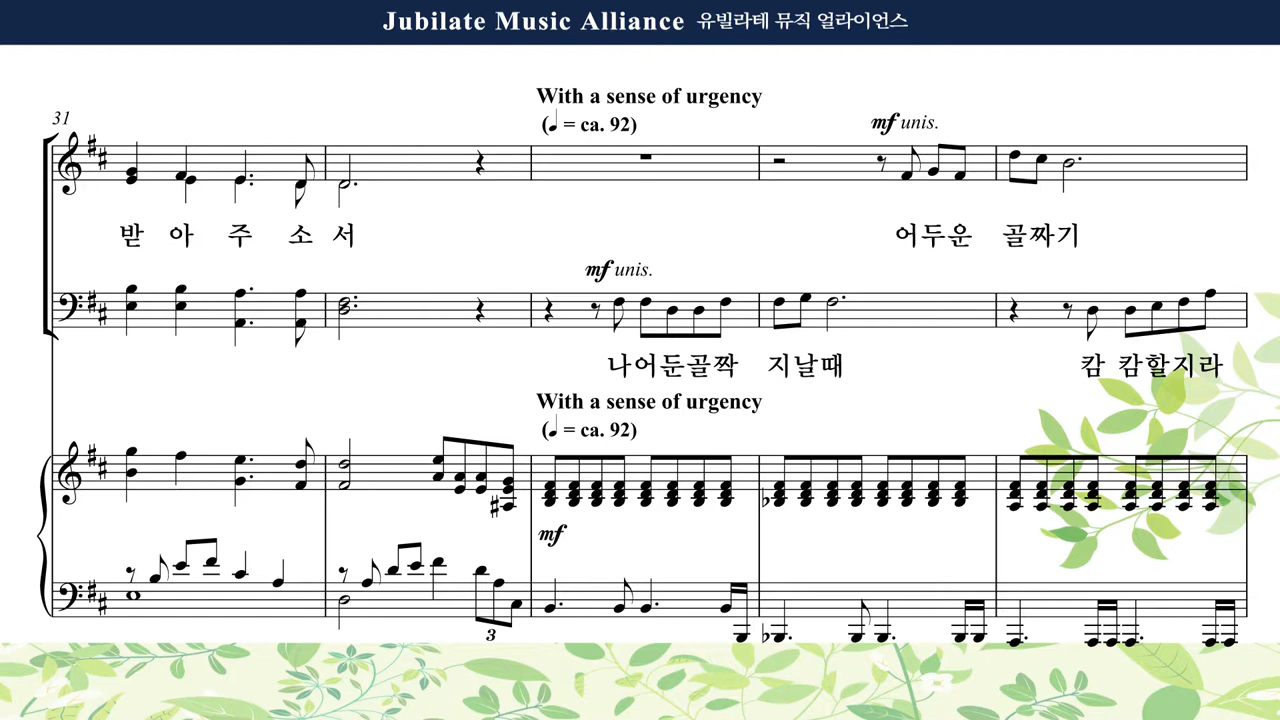 Jubilate Music Alliance 유빌라테 뮤직 얼라이언스
With a sense of urgency
31
(♩ = ca. 92)
mf unis.
받 아 주 소 서 어두운 골짜기
mf unis.
나어둔골짝 지날때 캄 캄할지라
With a sense of urgency
(♩ = ca. 92)
mf
3